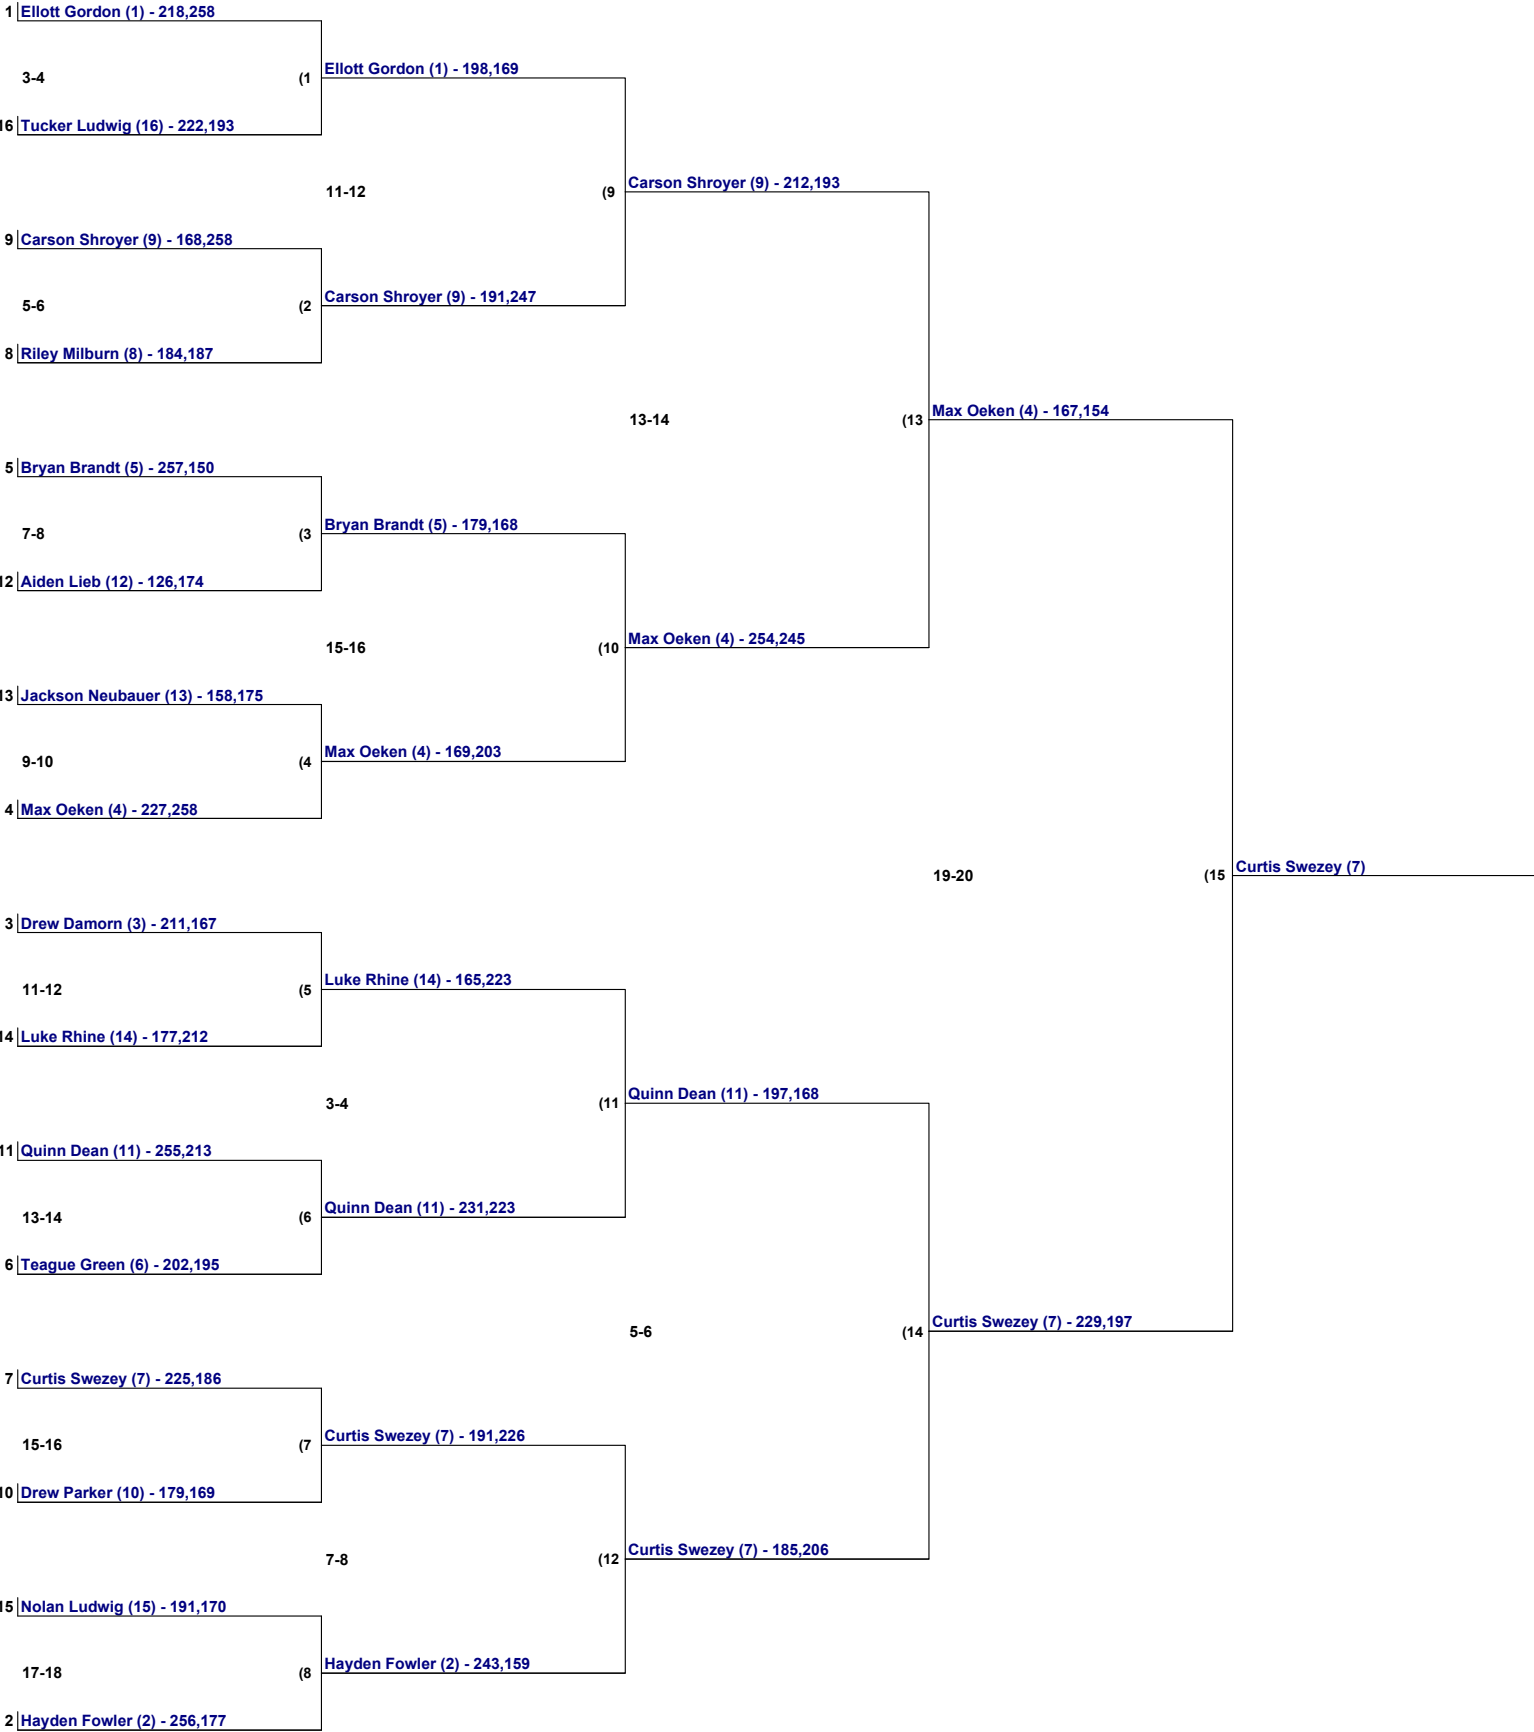 1 Ellott Gordon (1) - 218,258
Ellott Gordon (1) - 198,169
3-4 (1
16 Tucker Ludwig (16) - 222,193
Carson Shroyer (9) - 212,193
11-12 (9
9 Carson Shroyer (9) - 168,258
Carson Shroyer (9) - 191,247
5-6 (2
8 Riley Milburn (8) - 184,187
Max Oeken (4) - 167,154
13-14 (13
5 Bryan Brandt (5) - 257,150
Bryan Brandt (5) - 179,168
7-8 (3
12 Aiden Lieb (12) - 126,174
Max Oeken (4) - 254,245
15-16 (10
13 Jackson Neubauer (13) - 158,175
Max Oeken (4) - 169,203
9-10 (4
4 Max Oeken (4) - 227,258
Curtis Swezey (7)
19-20 (15
3 Drew Damorn (3) - 211,167
Luke Rhine (14) - 165,223
11-12 (5
14 Luke Rhine (14) - 177,212
Quinn Dean (11) - 197,168
3-4 (11
11 Quinn Dean (11) - 255,213
Quinn Dean (11) - 231,223
13-14 (6
6 Teague Green (6) - 202,195
Curtis Swezey (7) - 229,197
5-6 (14
7 Curtis Swezey (7) - 225,186
Curtis Swezey (7) - 191,226
15-16 (7
10 Drew Parker (10) - 179,169
Curtis Swezey (7) - 185,206
7-8 (12
15 Nolan Ludwig (15) - 191,170
Hayden Fowler (2) - 243,159
17-18 (8
2 Hayden Fowler (2) - 256,177